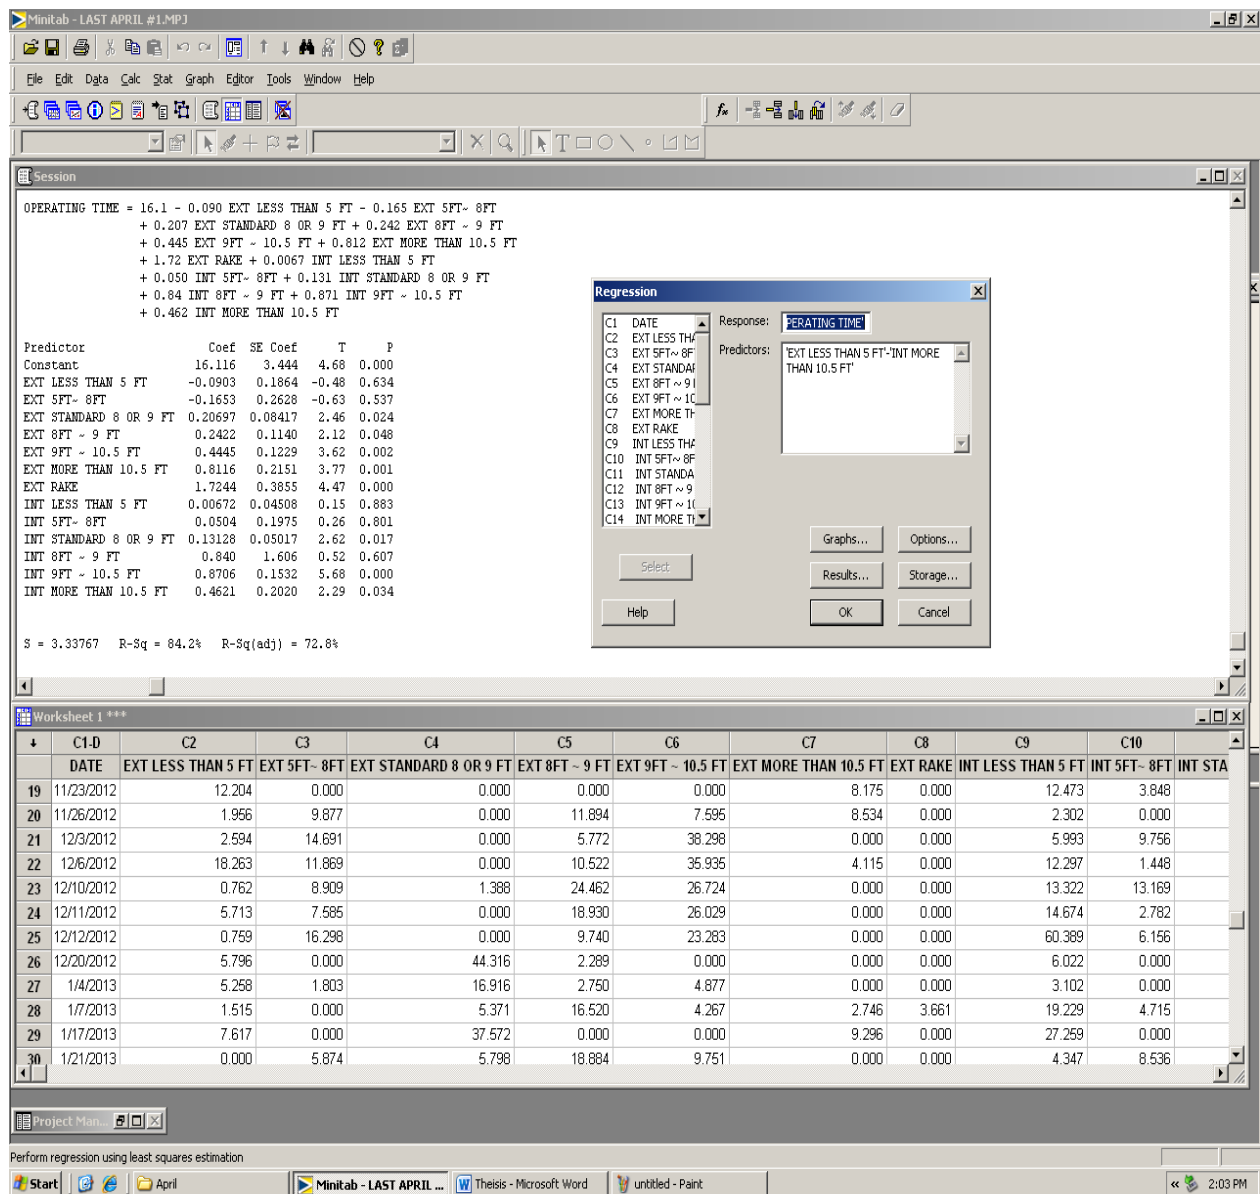 Minitab - LAST APRIL #1.MPJ
File Edit Data Calc Stat Graph Editor Tools Window Help
Session
OPERATING TIME = 16.1 - 0.090 EXT LESS THAN 5 FT - 0.165 EXT 5FT~ 8FT
+ 0.207 EXT STANDARD 8 OR 9 FT + 0.242 EXT 8FT ~ 9 FT
+ 0.445 EXT 9FT ~ 10.5 FT + 0.812 EXT MORE THAN 10.5 FT
+ 1.72 EXT RAKE + 0.0067 INT LESS THAN 5 FT
+ 0.050 INT 5FT~ 8FT + 0.131 INT STANDARD 8 OR 9 FT
+ 0.84 INT 8FT ~ 9 FT + 0.871 INT 9FT ~ 10.5 FT
+ 0.462 INT MORE THAN 10.5 FT
Predictor Coef SE Coef T P
Constant 16.116 3.444 4.68 0.000
EXT LESS THAN 5 FT -0.0903 0.1864 -0.48 0.634
EXT 5FT~ 8FT -0.1653 0.2628 -0.63 0.537
EXT STANDARD 8 OR 9 FT 0.20697 0.08417 2.46 0.024
EXT 8FT ~ 9 FT 0.2422 0.1140 2.12 0.048
EXT 9FT ~ 10.5 FT 0.4445 0.1229 3.62 0.002
EXT MORE THAN 10.5 FT 0.8116 0.2151 3.77 0.001
EXT RAKE 1.7244 0.3855 4.47 0.000
INT LESS THAN 5 FT 0.00672 0.04508 0.15 0.883
INT 5FT~ 8FT 0.0504 0.1975 0.26 0.801
INT STANDARD 8 OR 9 FT 0.13128 0.05017 2.62 0.017
INT 8FT ~ 9 FT 0.840 1.606 0.52 0.607
INT 9FT ~ 10.5 FT 0.8706 0.1532 5.68 0.000
INT MORE THAN 10.5 FT 0.4621 0.2020 2.29 0.034
S = 3.33767 R-Sq = 84.2% R-Sq(adj) = 72.8%
Regression
C1 DATE
C2 EXT LESS THA
C3 EXT 5FT~ 8F
C4 EXT STANDAR
C5 EXT 8FT ~ 9
C6 EXT 9FT ~ 10
C7 EXT MORE TH
C8 EXT RAKE
C9 INT LESS THA
C10 INT 5FT~ 8F
C11 INT STANDA
C12 INT 8FT ~ 9
C13 INT 9FT ~ 10
C14 INT MORE TH
Response: PERATING TIME'
Predictors: 'EXT LESS THAN 5 FT'-'INT MORE
THAN 10.5 FT'
Graphs... Options...
Select
Results... Storage...
Help OK Cancel
Worksheet 1 ***
C1-D C2 C3 C4 C5 C6 C7 C8 C9 C10
DATE EXT LESS THAN 5 FT EXT 5FT~ 8FT EXT STANDARD 8 OR 9 FT EXT 8FT ~ 9 FT EXT 9FT ~ 10.5 FT EXT MORE THAN 10.5 FT EXT RAKE INT LESS THAN 5 FT INT 5FT~ 8FT INT STA
19 11/23/2012 12.204 0.000 0.000 0.000 0.000 8.175 0.000 12.473 3.848
20 11/26/2012 1.956 9.877 0.000 11.894 7.595 8.534 0.000 2.302 0.000
21 12/3/2012 2.594 14.691 0.000 5.772 38.298 0.000 0.000 5.993 9.756
22 12/6/2012 18.263 11.869 0.000 10.522 35.935 4.115 0.000 12.297 1.448
23 12/10/2012 0.762 8.909 1.388 24.462 26.724 0.000 0.000 13.322 13.169
24 12/11/2012 5.713 7.585 0.000 18.930 26.029 0.000 0.000 14.674 2.782
25 12/12/2012 0.759 16.298 0.000 9.740 23.283 0.000 0.000 60.389 6.156
26 12/20/2012 5.796 0.000 44.316 2.289 0.000 0.000 0.000 6.022 0.000
27 1/4/2013 5.258 1.803 16.916 2.750 4.877 0.000 0.000 3.102 0.000
28 1/7/2013 1.515 0.000 5.371 16.520 4.267 2.746 3.661 19.229 4.715
29 1/17/2013 7.617 0.000 37.572 0.000 0.000 9.296 0.000 27.259 0.000
30 1/21/2013 0.000 5.874 5.798 18.884 9.751 0.000 0.000 4.347 8.536
Project Man...
Perform regression using least squares estimation
Start April Minitab - LAST APRIL ... Theisis - Microsoft Word untitled - Paint 2:03 PM